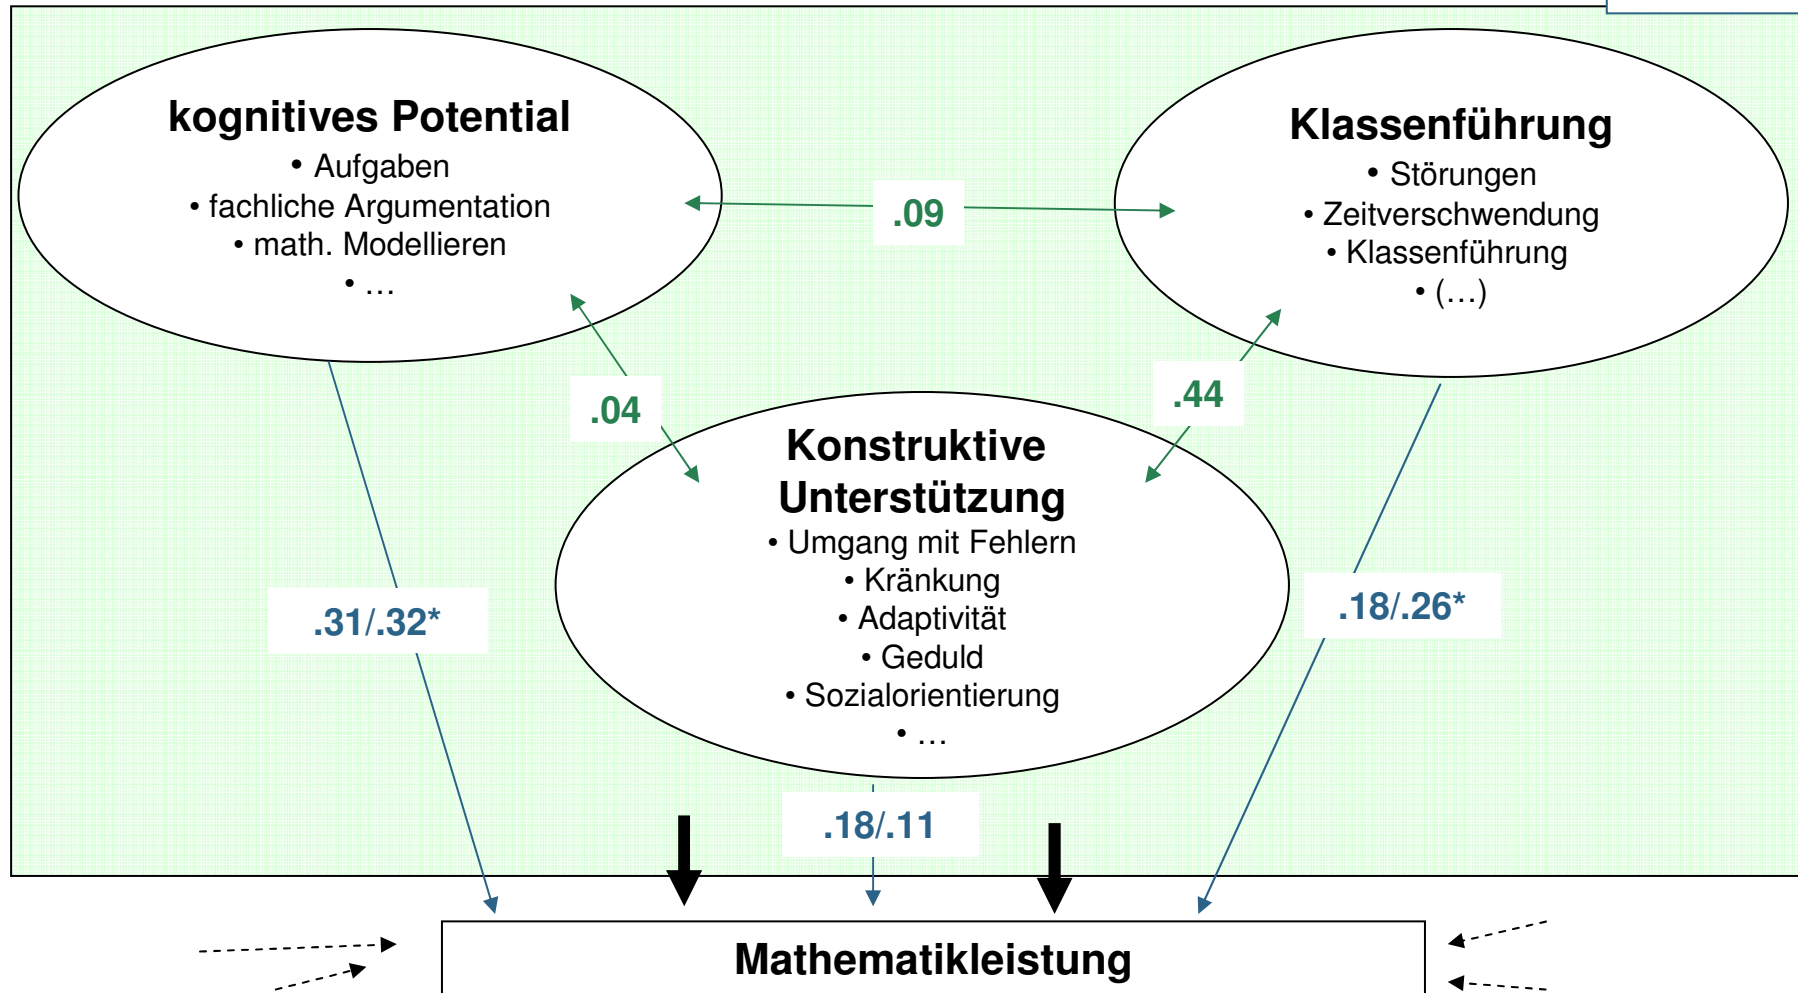 kognitives Potential
• Aufgaben
• fachliche Argumentation
• math. Modellieren
• …
Klassenführung
• Störungen
• Zeitverschwendung
• Klassenführung
• (…)
.09
.04
.44
Konstruktive
Unterstützung
• Umgang mit Fehlern
• Kränkung
• Adaptivität
• Geduld
• Sozialorientierung
• …
.31/.32*
.18/.26*
.18/.11
Mathematikleistung